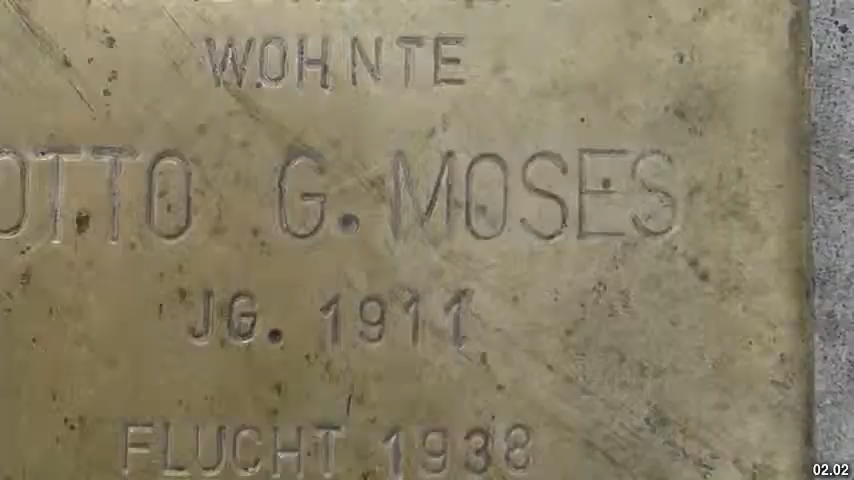 WOHNTE
OTTO G. MOSES
JG. 1911
FLUCHT 1938
02.02